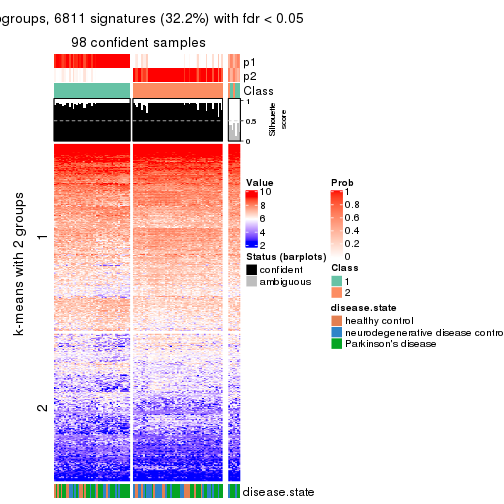 ogroups, 6811 signatures (32.2%) with fdr < 0.05
98 confident samples
p1
p2
Class
1
0.5
0
Silhouette
score
k-means with 2 groups
1
2
Value
10
8
6
4
2
Status (barplots)
confident
ambiguous
Prob
1
0.8
0.6
0.4
0.2
0
Class
1
2
disease.state
healthy control
neurodegenerative disease contro
Parkinson's disease
disease.state